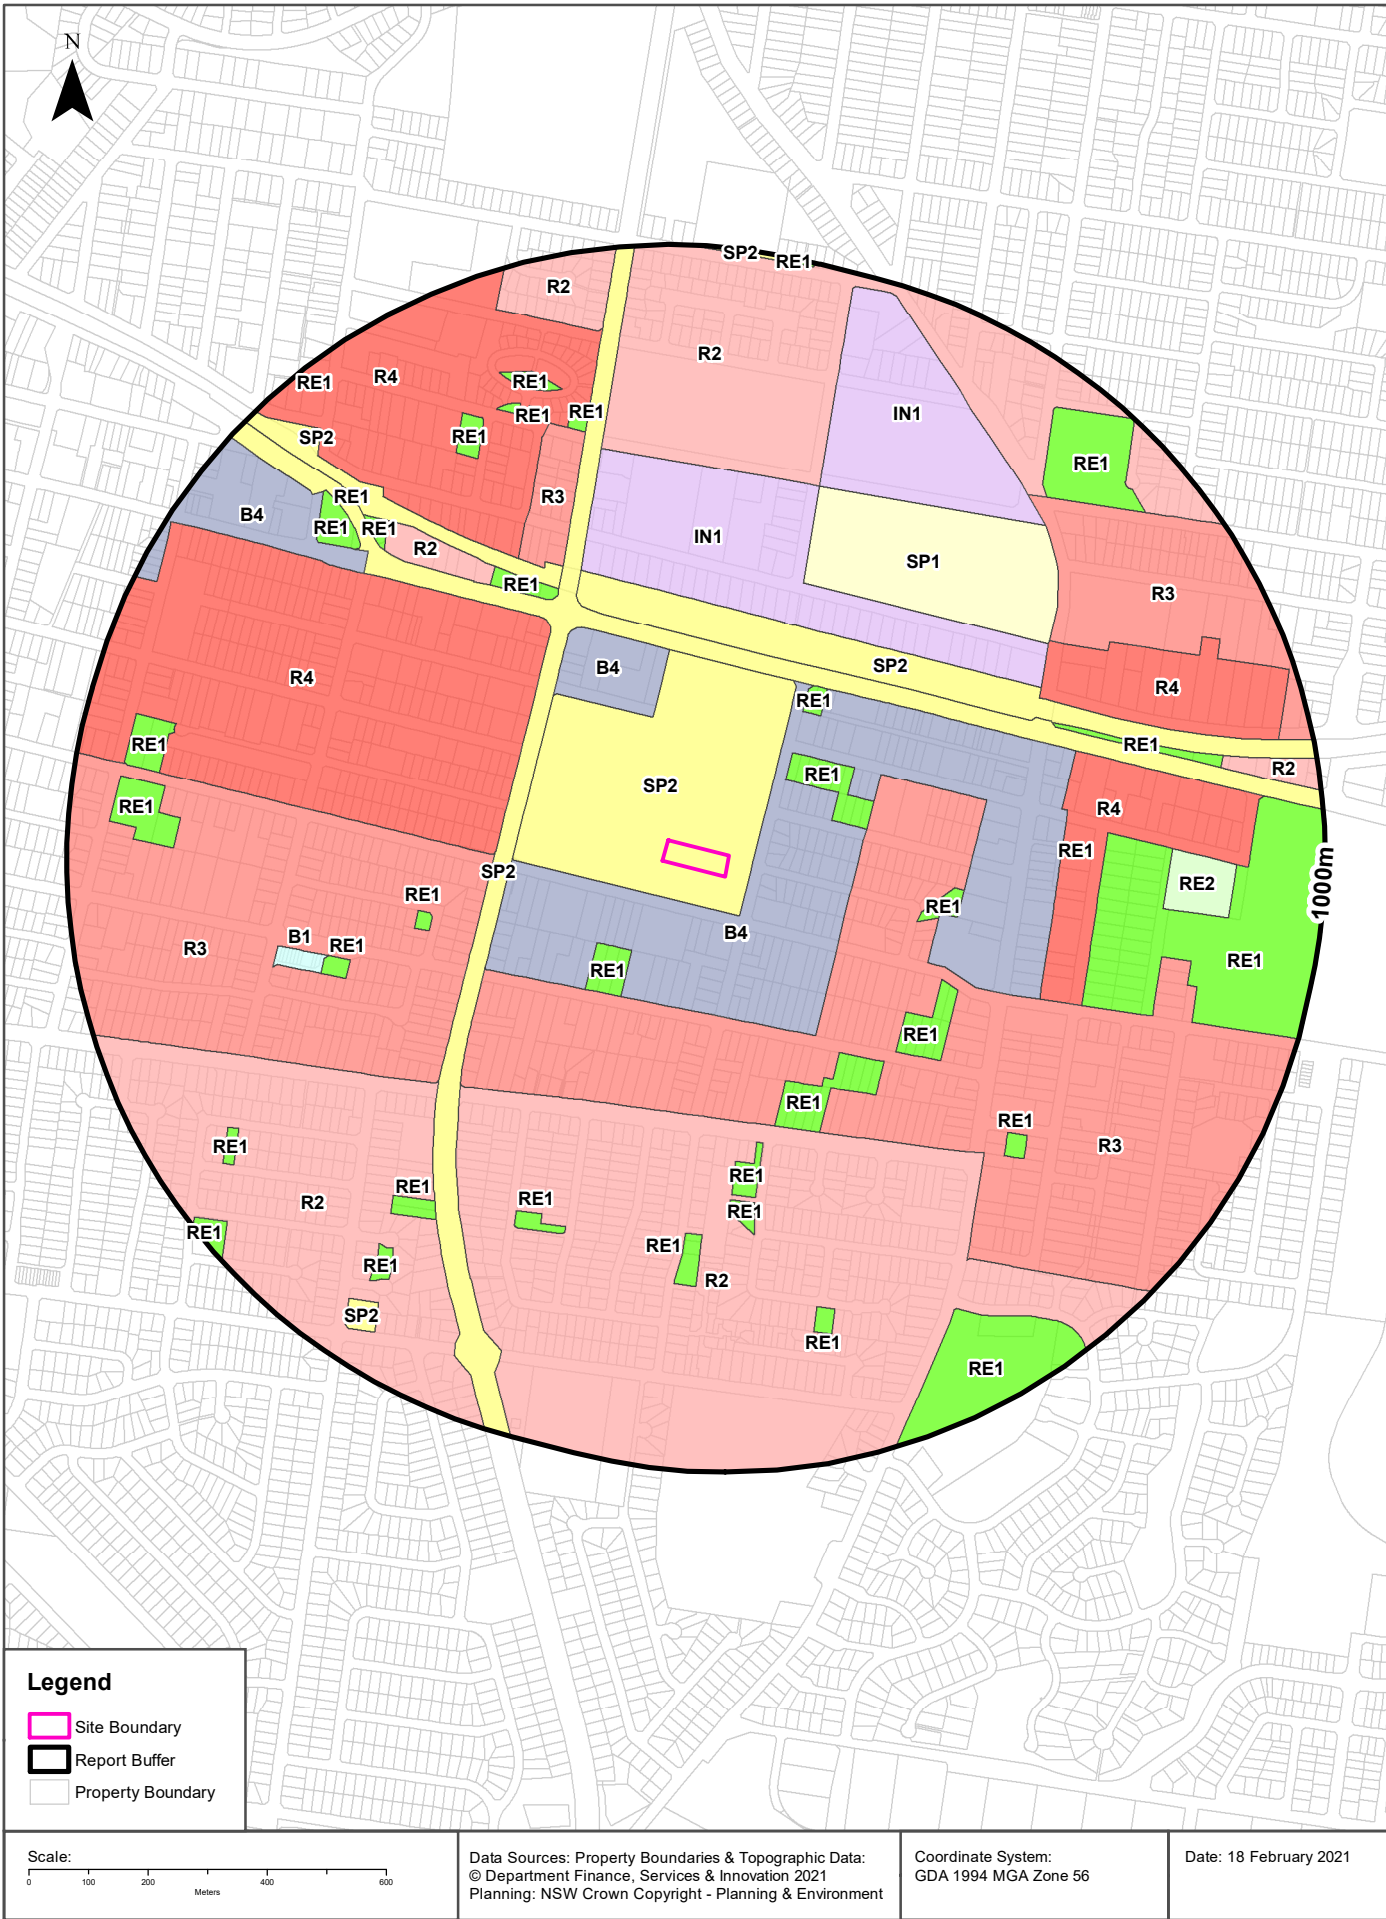 N
SP2
RE1
R2
R2
RE1
R4
RE1
RE1
RE1
IN1
RE1
SP2
RE1
RE1
R3
B4
RE1
RE1
R2
IN1
SP1
RE1
R3
B4
SP2
R4
R4
RE1
RE1
RE1
R2
RE1
SP2
RE1
R4
RE1
SP2
RE2
1000m
RE1
RE1
B4
B1
RE1
R3
RE1
RE1
RE1
RE1
RE1
R3
RE1
RE1
RE1
R2
RE1
RE1
RE1
RE1
RE1
R2
SP2
RE1
RE1
Legend
Site Boundary
Report Buffer
Property Boundary
Scale:
0 100 200 400 600
Meters
Data Sources: Property Boundaries & Topographic Data:
© Department Finance, Services & Innovation 2021
Planning: NSW Crown Copyright - Planning & Environment
Coordinate System:
GDA 1994 MGA Zone 56
Date: 18 February 2021